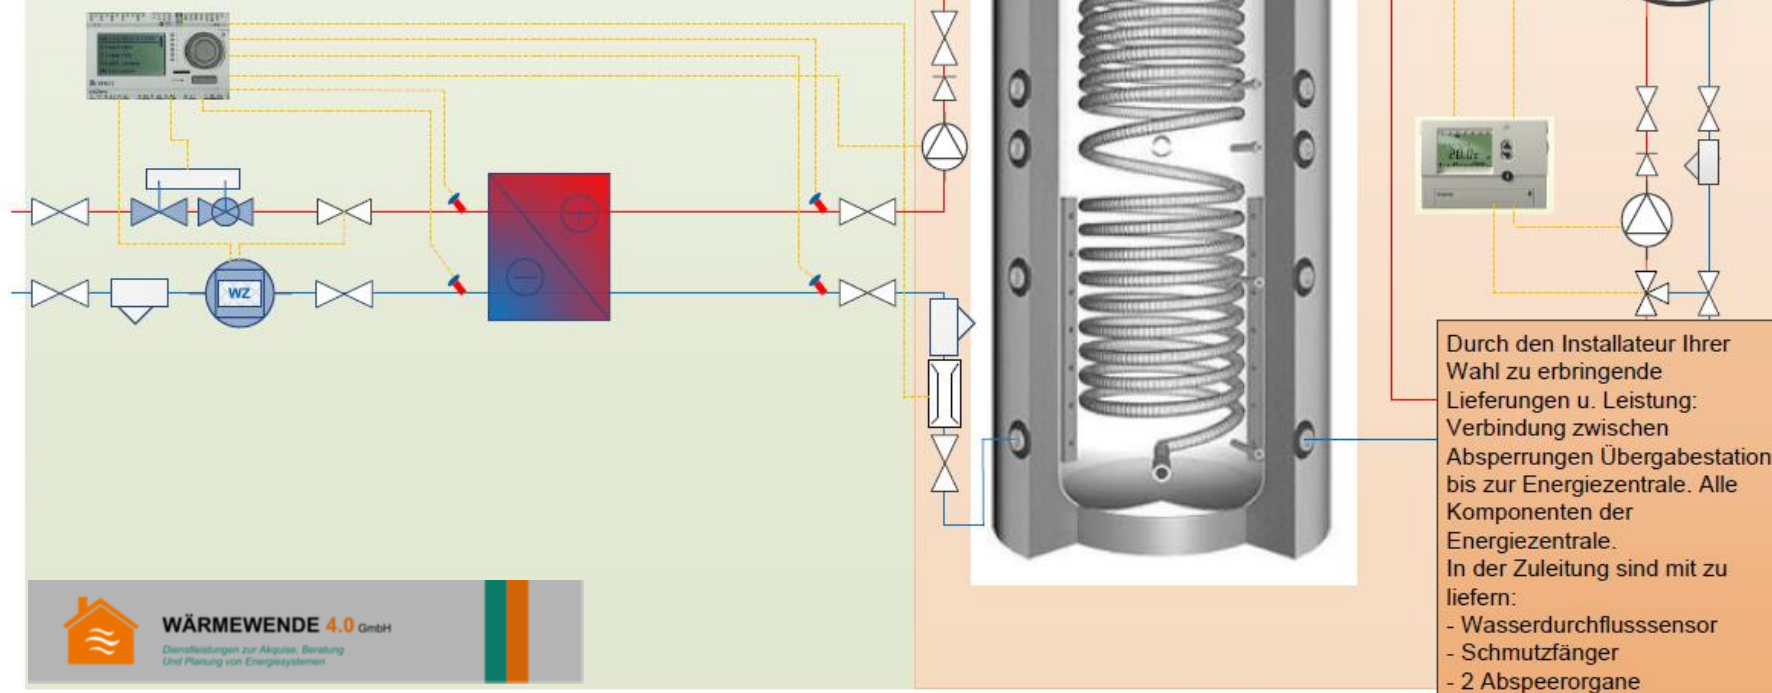 WZ
20.0c
Durch den Installateur Ihrer
Wahl zu erbringende
Lieferungen u. Leistung:
Verbindung zwischen
Absperrungen Übergabestation
bis zur Energiezentrale. Alle
Komponenten der
Energiezentrale.
In der Zuleitung sind mit zu
liefern:
- Wasserdurchflusssensor
- Schmutzfänger
- 2 Abspeerorgane
WÄRMEWENDE 4.0 GmbH
Dienstleistungen zur Akquise, Beratung
Und Planung von Energiesystemen